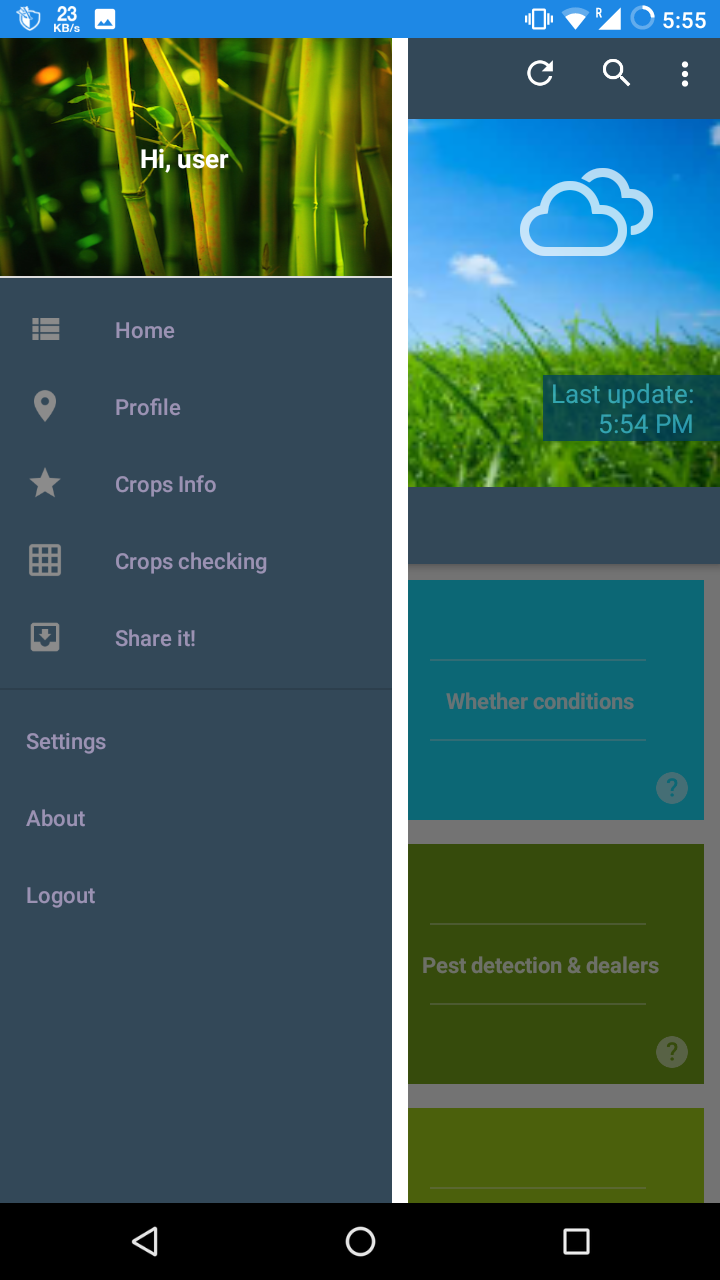 23
KB/s
R
5:55
Hi, user
Home
Profile
Crops Info
Crops checking
Share it!
Settings
About
Logout
Last update:
5:54 PM
Whether conditions
?
Pest detection & dealers
?